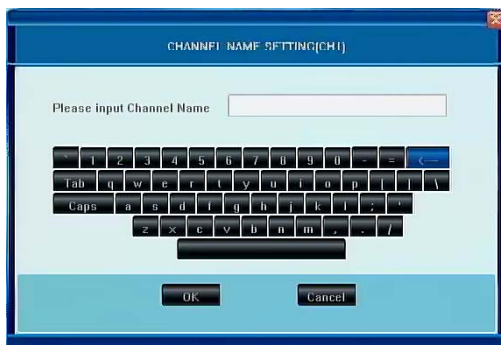 CHANNEL NAME SETTING(CH1)
Please input Channel Name
` 1 2 3 4 5 6 7 8 9 0 - = <—
Tab q w e r t y u i o p [ ] \
Caps a s d f g h j k l ; '
z x c v b n m , . /
OK Cancel